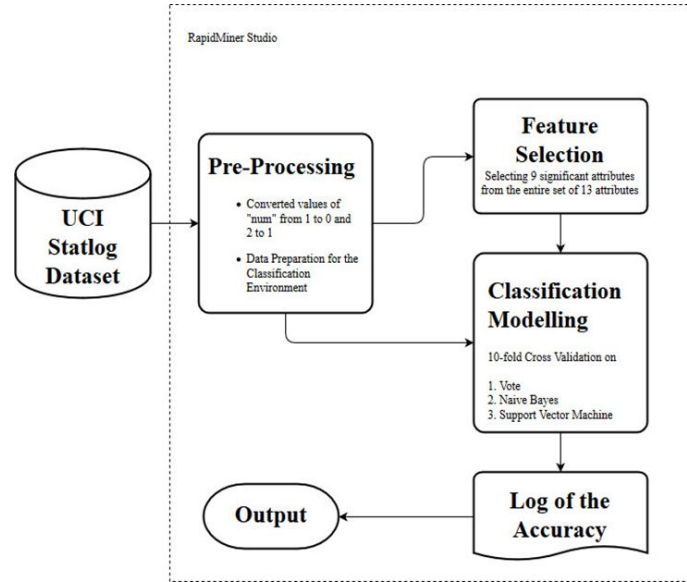 RapidMiner Studio
UCI
Statlog
Dataset
Pre-Processing
• Converted values of
"num" from 1 to 0 and
2 to 1
• Data Preparation for the
Classification
Environment
Feature
Selection
Selecting 9 significant attributes
from the entire set of 13 attributes
Classification
Modelling
10-fold Cross Validation on
1. Vote
2. Naive Bayes
3. Support Vector Machine
Log of the
Accuracy
Output